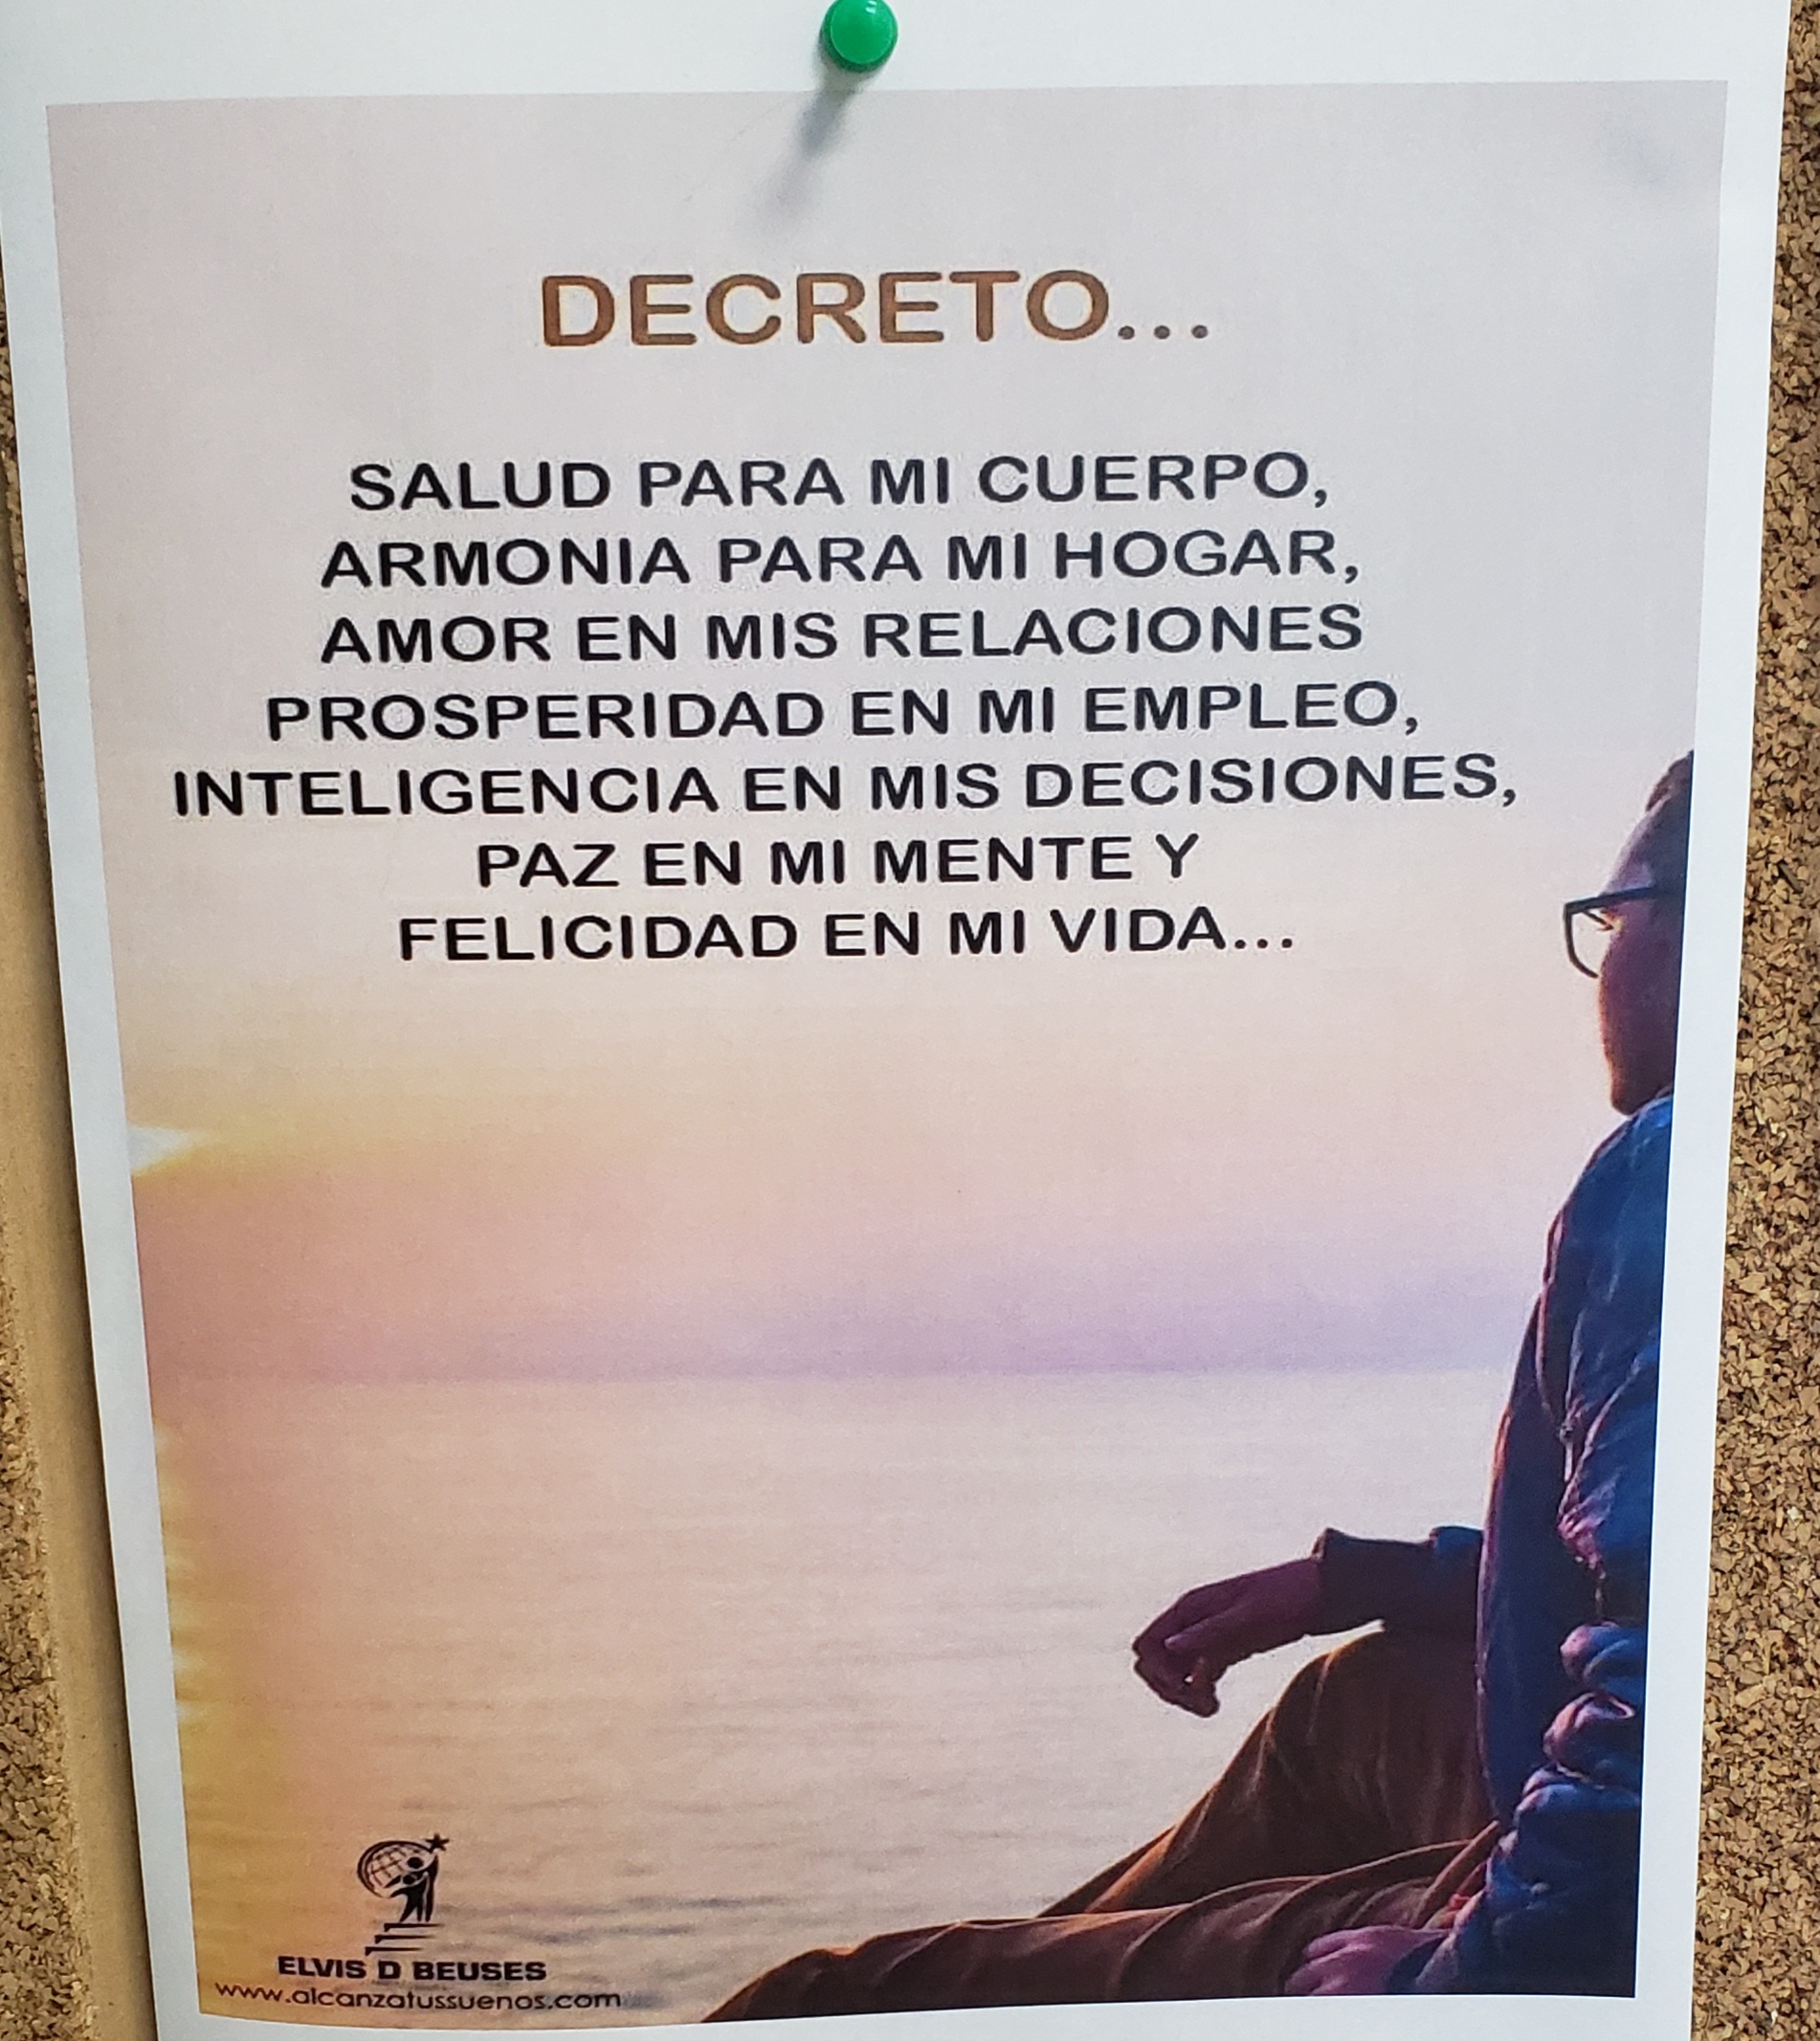 DECRETO...
SALUD PARA MI CUERPO,
ARMONIA PARA MI HOGAR,
AMOR EN MIS RELACIONES
PROSPERIDAD EN MI EMPLEO,
INTELIGENCIA EN MIS DECISIONES,
PAZ EN MI MENTE Y
FELICIDAD EN MI VIDA...
ELVIS D BEUSES
www.alcanzatussuenos.com